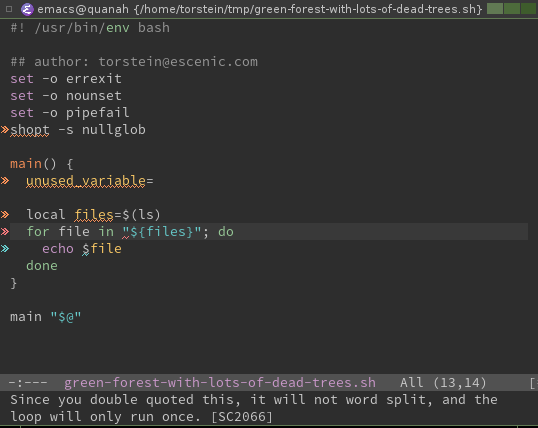 emacs@quanah {/home/torstein/tmp/green-forest-with-lots-of-dead-trees.sh}
#! /usr/bin/env bash
## author: torstein@escenic.com
set -o errexit
set -o nounset
set -o pipefail
shopt -s nullglob
main() {
  unused_variable=
  local files=$(ls)
  for file in "${files}"; do
    echo $file
  done
}
main "$@"
-:---  green-forest-with-lots-of-dead-trees.sh   All (13,14)     [
Since you double quoted this, it will not word split, and the
loop will only run once. [SC2066]